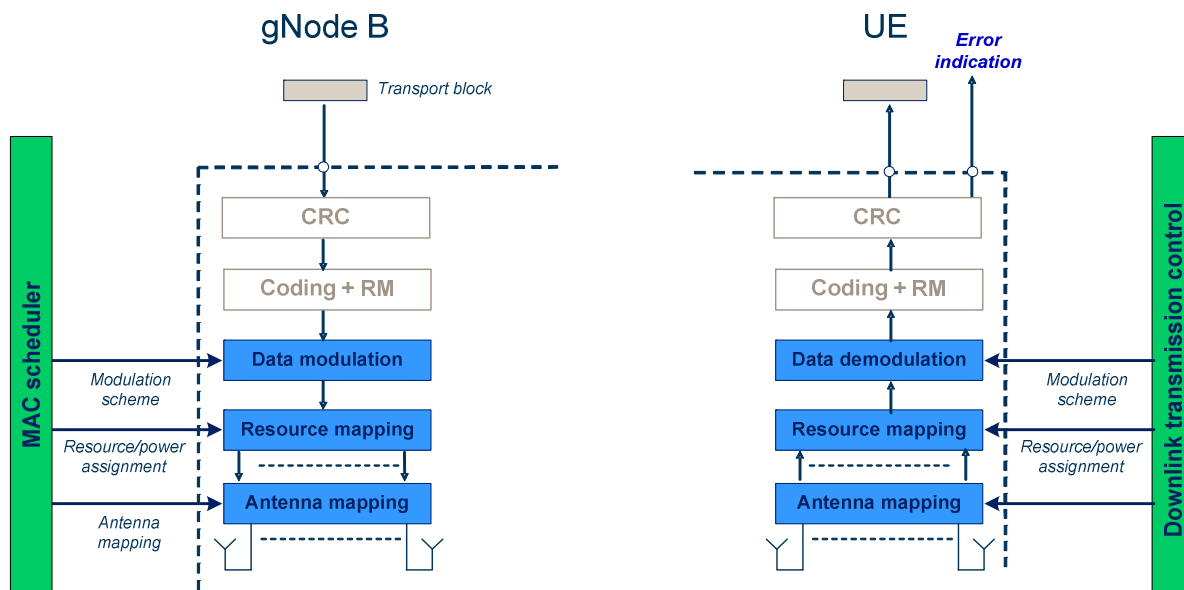 gNode B
UE
Error
indication
Transport block
CRC
CRC
Coding + RM
Coding + RM
MAC scheduler
Data modulation
Data demodulation
Downlink transmission control
Modulation
scheme
Modulation
scheme
Resource mapping
Resource mapping
Resource/power
assignment
Resource/power
assignment
Antenna mapping
Antenna mapping
Antenna
mapping